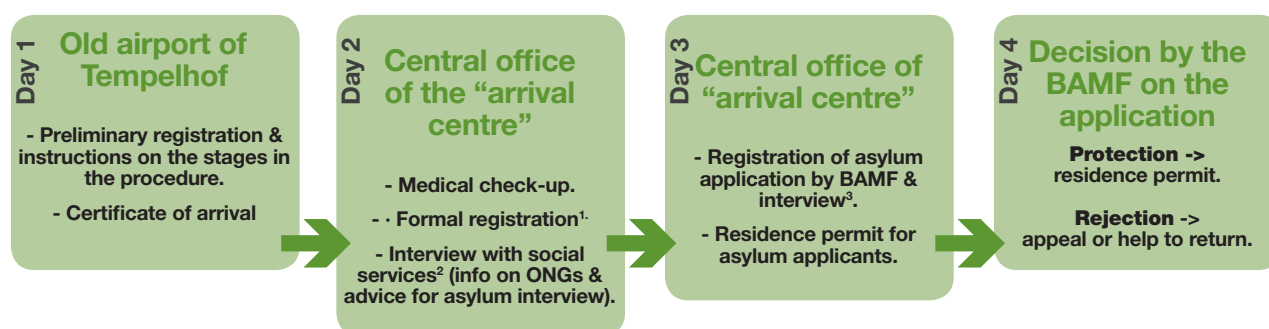 Day 1
Old airport of
Tempelhof
- Preliminary registration &
instructions on the stages in
the procedure.
- Certificate of arrival
Day 2
Central office
of the “arrival
centre”
- Medical check-up.
- · Formal registration¹·
- Interview with social
services² (info on ONGs &
advice for asylum interview).
Day 3
Central office of
“arrival centre”
- Registration of asylum
application by BAMF &
interview³.
- Residence permit for
asylum applicants.
Day 4
Decision by the
BAMF on the
application
Protection ->
residence permit.
Rejection ->
appeal or help to return.